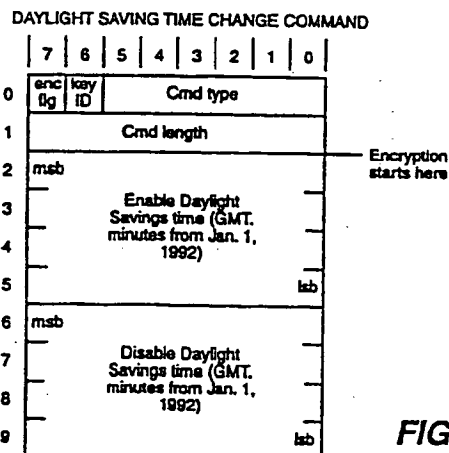 DAYLIGHT SAVING TIME CHANGE COMMAND
7 6 5 4 3 2 1 0
0 enc flg key ID Cmd type
1 Cmd length
Encryption
starts here
2 msb
3 Enable Daylight
Savings time (GMT.
4 minutes from Jan. 1,
1992)
5 lsb
6 msb
7 Disable Daylight
Savings time (GMT.
8 minutes from Jan. 1,
1992)
9 lsb
FIG